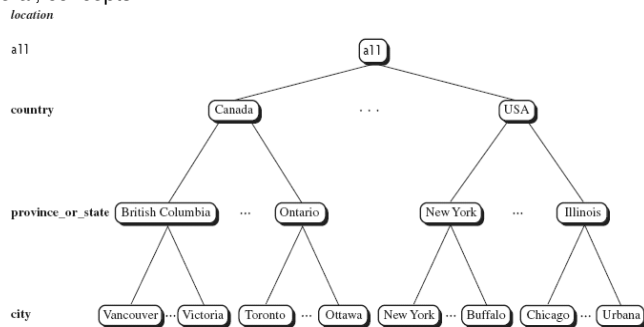 location
all
all
country
Canada
. . .
USA
province_or_state
British Columbia
...
Ontario
New York
...
Illinois
city
Vancouver
...
Victoria
Toronto
...
Ottawa
New York
...
Buffalo
Chicago
...
Urbana